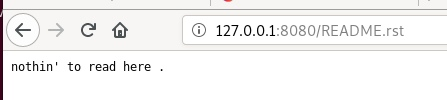 127.0.0.1:8080/README.rst
nothin' to read here .